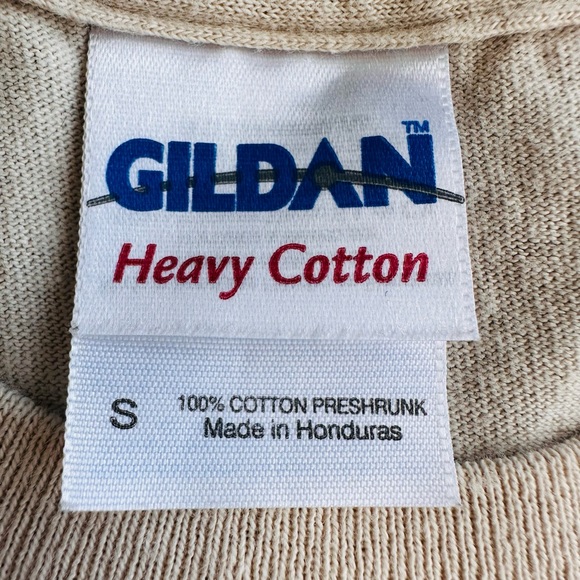 GILDAN™
Heavy Cotton
S
100% COTTON PRESHRUNK
Made in Honduras